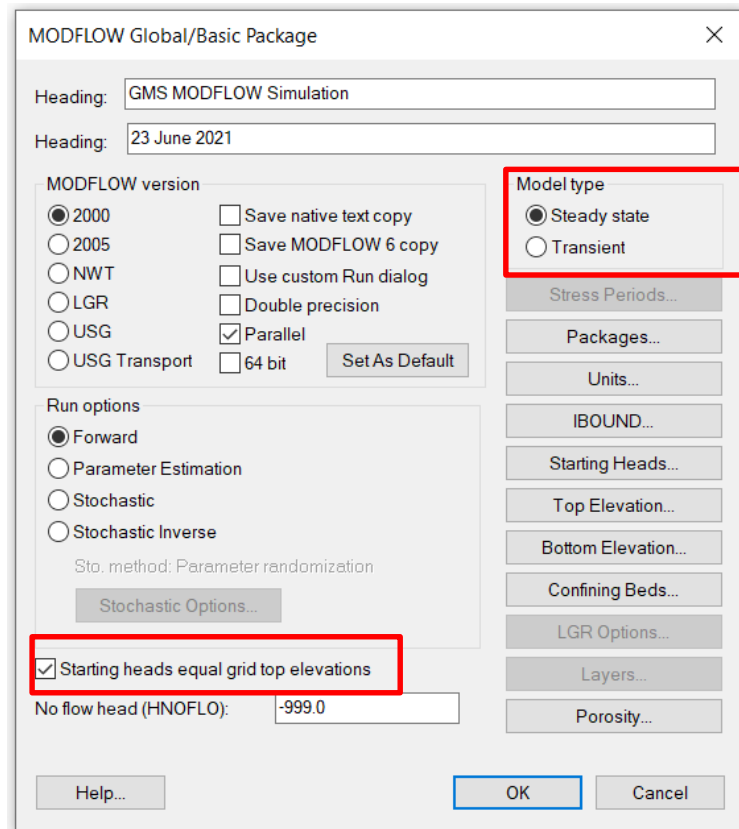 MODFLOW Global/Basic Package
Heading: GMS MODFLOW Simulation
Heading: 23 June 2021
MODFLOW version
2000
2005
NWT
LGR
USG
USG Transport
Save native text copy
Save MODFLOW 6 copy
Use custom Run dialog
Double precision
Parallel
64 bit
Set As Default
Model type
Steady state
Transient
Stress Periods...
Packages...
Units...
IBOUND...
Starting Heads...
Top Elevation...
Bottom Elevation...
Confining Beds...
LGR Options...
Layers...
Porosity...
Run options
Forward
Parameter Estimation
Stochastic
Stochastic Inverse
Sto. method: Parameter randomization
Stochastic Options...
Starting heads equal grid top elevations
No flow head (HNOFLO): -999.0
Help...
OK
Cancel